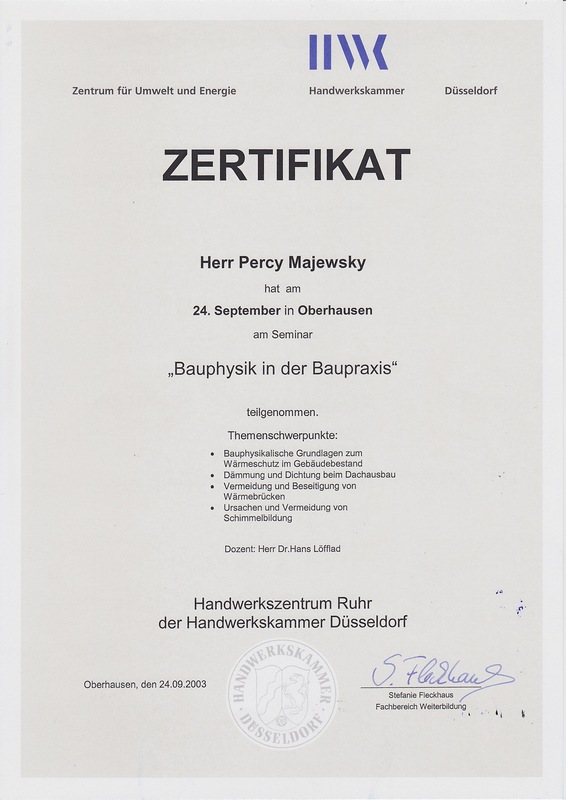 HWK
Zentrum für Umwelt und Energie Handwerkskammer Düsseldorf
ZERTIFIKAT
Herr Percy Majewsky
hat am
24. September in Oberhausen
am Seminar
„Bauphysik in der Baupraxis“
teilgenommen.
Themenschwerpunkte:
• Bauphysikalische Grundlagen zum
Wärmeschutz im Gebäudebestand
• Dämmung und Dichtung beim Dachausbau
• Vermeidung und Beseitigung von
Wärmebrücken
• Ursachen und Vermeidung von
Schimmelbildung
Dozent: Herr Dr.Hans Löfflad
Handwerkszentrum Ruhr
der Handwerkskammer Düsseldorf
HANDWERKSKAMMER DÜSSELDORF
Oberhausen, den 24.09.2003
S. Fleckhaus
Stefanie Fleckhaus
Fachbereich Weiterbildung